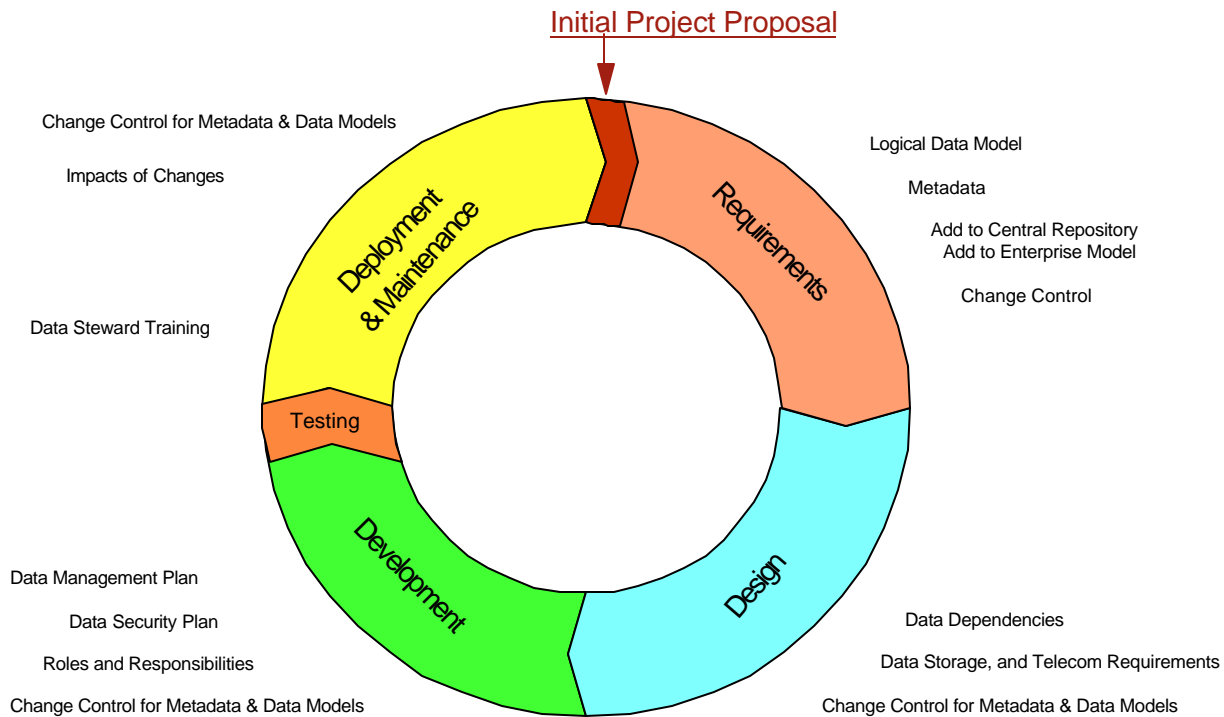 Initial Project Proposal
Change Control for Metadata & Data Models
Impacts of Changes
Data Steward Training
Deployment
& Maintenance
Requirements
Logical Data Model
Metadata
Add to Central Repository
Add to Enterprise Model
Change Control
Testing
Development
Design
Data Management Plan
Data Security Plan
Roles and Responsibilities
Change Control for Metadata & Data Models
Data Dependencies
Data Storage, and Telecom Requirements
Change Control for Metadata & Data Models